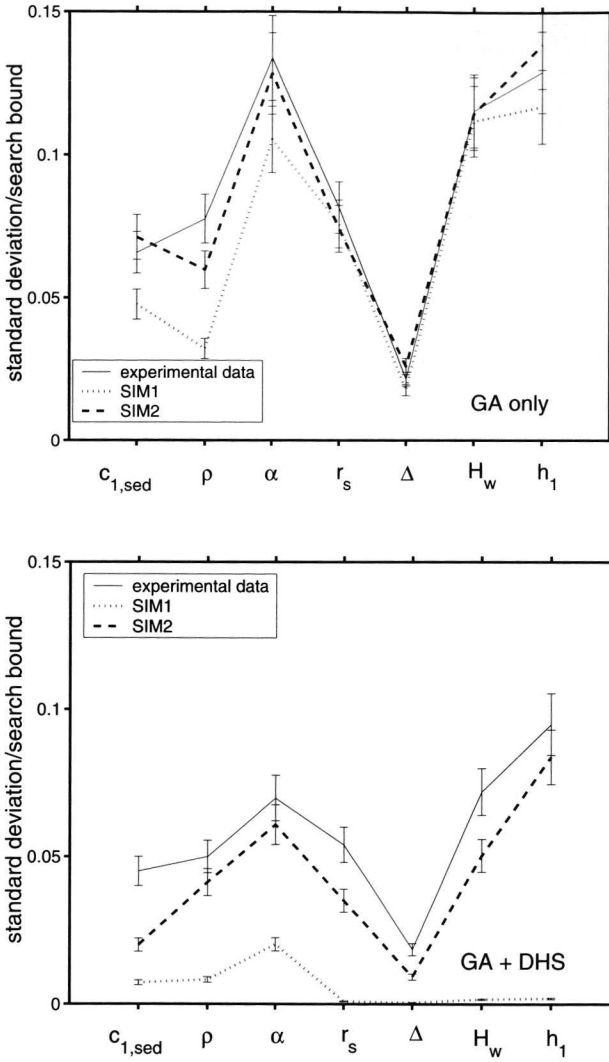 0.15
0.1
0.05
0
standard deviation/search bound
experimental data
SIM1
SIM2
GA only
c1,sed ρ α rs Δ Hw h1
0.15
0.1
0.05
0
standard deviation/search bound
experimental data
SIM1
SIM2
GA + DHS
c1,sed ρ α rs Δ Hw h1